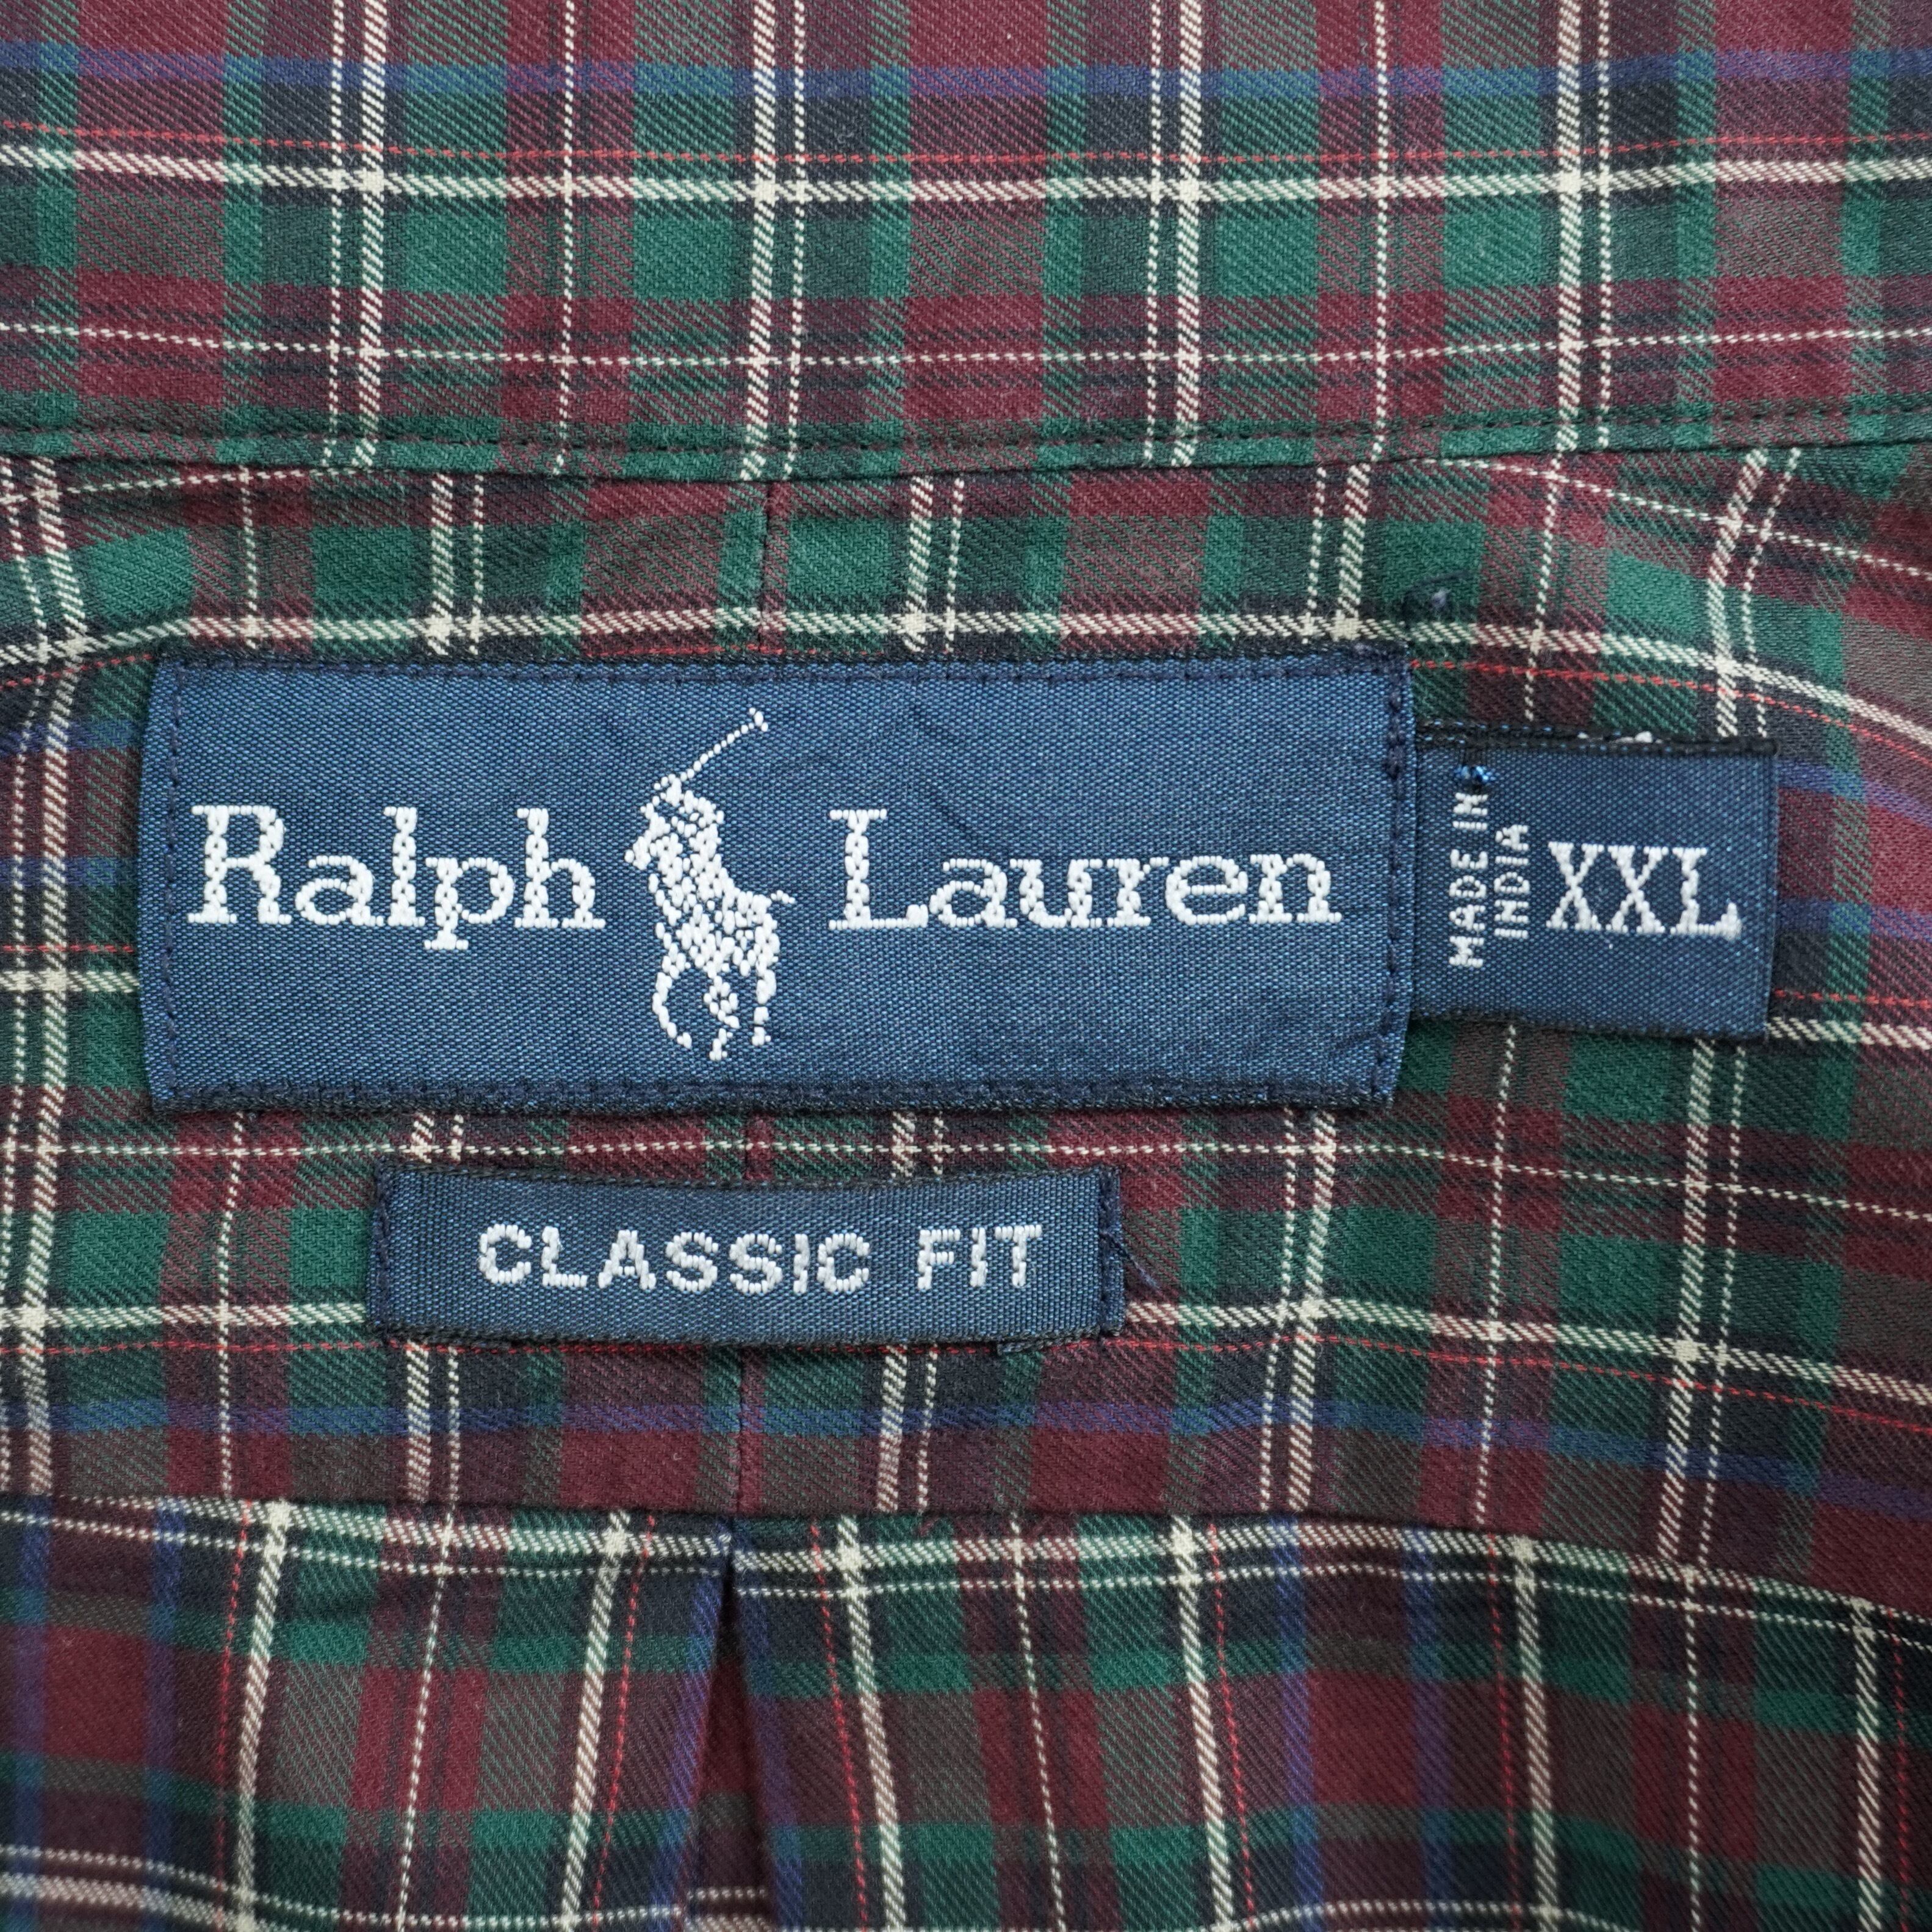 Ralph Lauren
MADE IN
INDIA
XXL
CLASSIC FIT